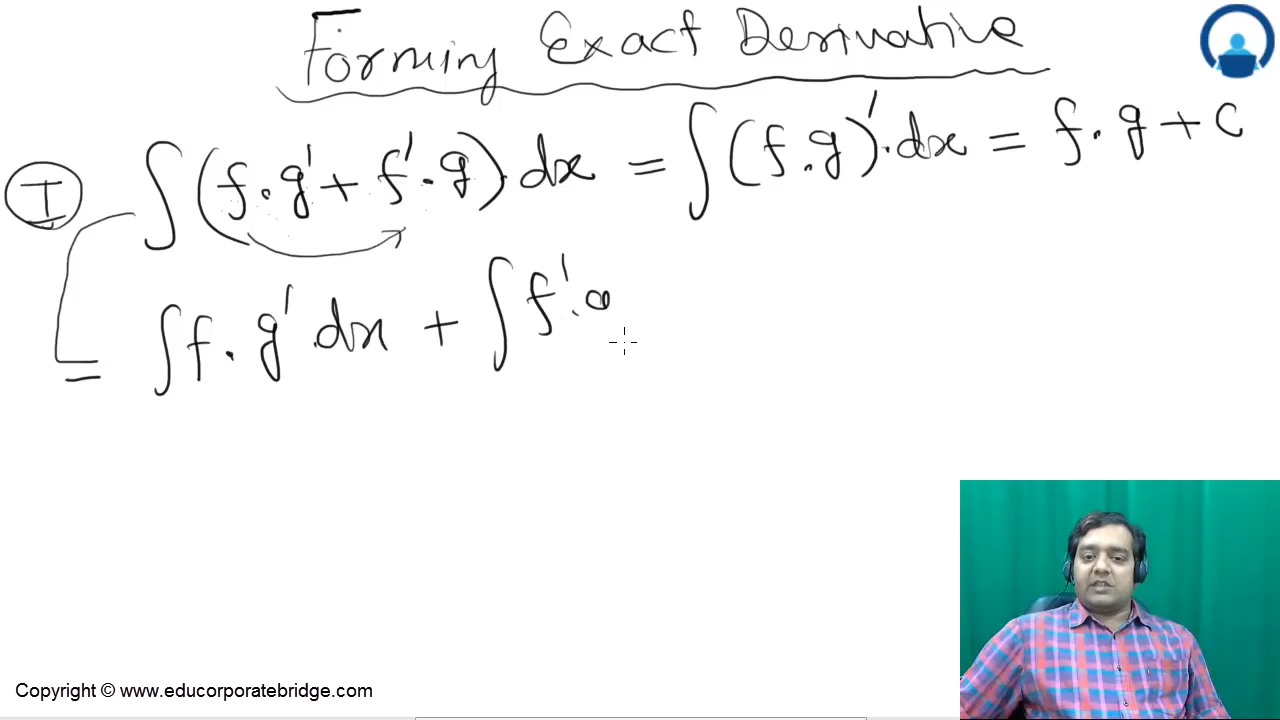 Forming Exact Derivative
I ∫(f·g' + f'·g)·dx = ∫(f·g)'·dx = f·g + c
= ∫f·g' dx + ∫f'·
Copyright © www.educorporatebridge.com